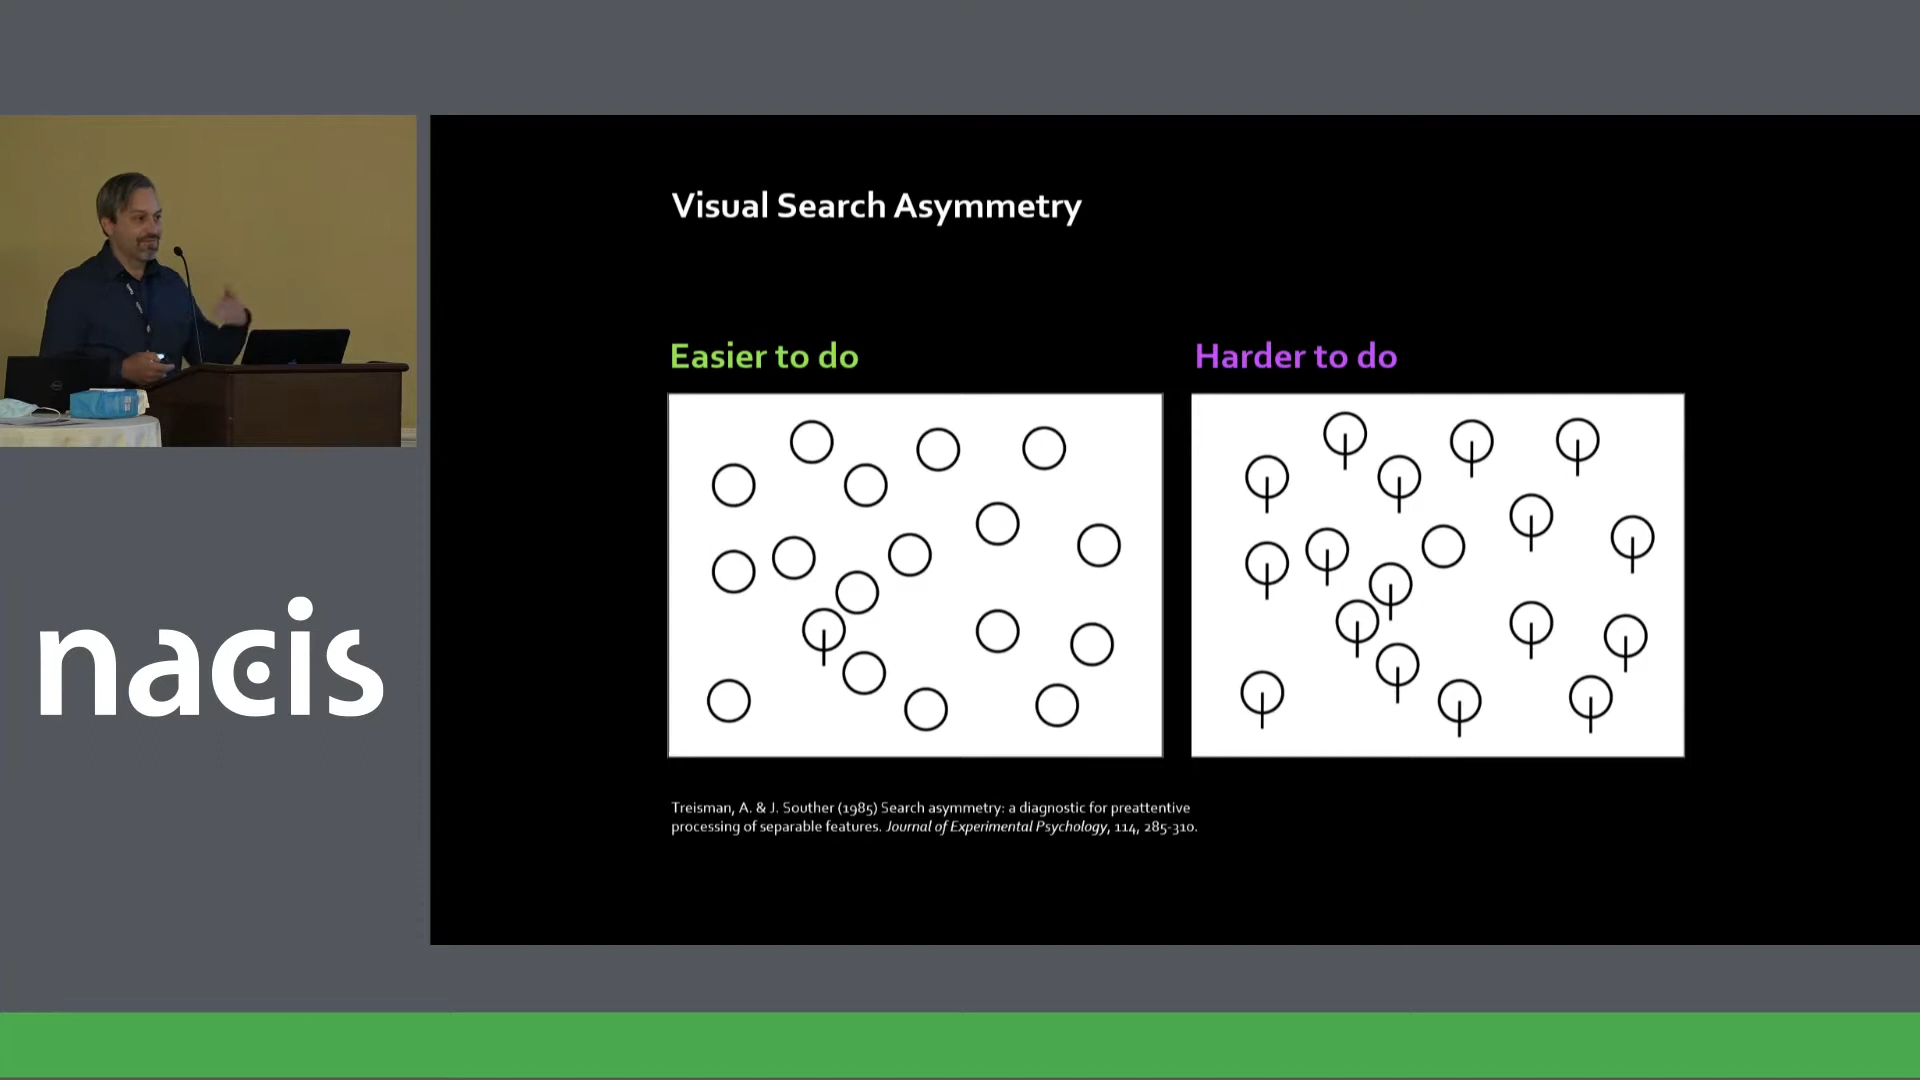 Visual Search Asymmetry
Easier to do
Harder to do
Treisman, A. & J. Souther (1985) Search asymmetry: a diagnostic for preattentive
processing of separable features. Journal of Experimental Psychology, 114, 285-310.
nacis